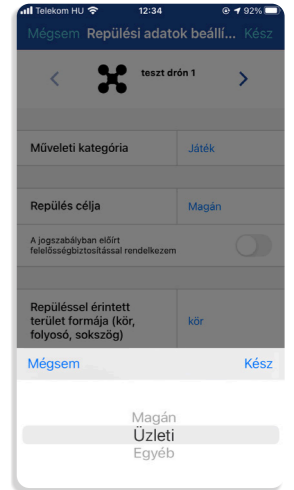 Telekom HU 12:34 92%
Mégsem Repülési adatok beállí... Kész
teszt drón 1
Műveleti kategória Játék
Repülés célja Magán
A jogszabályban előírt
felelősségbiztosítással rendelkezem
Repüléssel érintett
terület formája (kör, kör
folyosó, sokszög)
Mégsem Kész
Magán
Üzleti
Egyéb